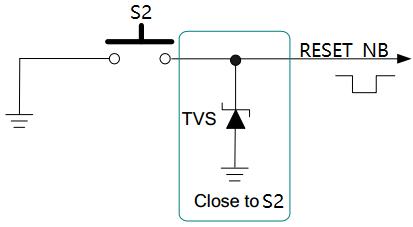 S2
RESET_NB
TVS
Close to S2